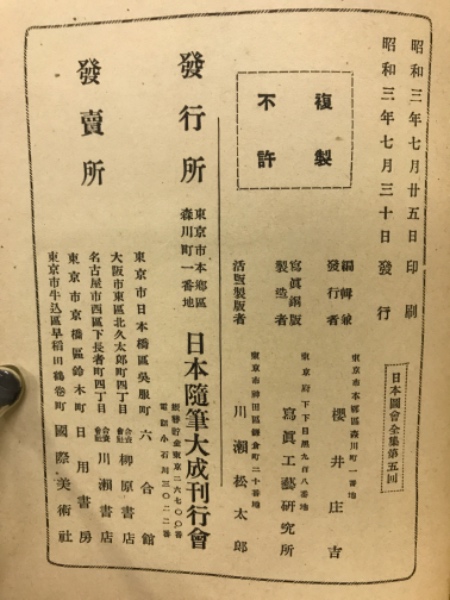 昭和三年七月廿五日印刷
昭和三年七月三十日發行
日本圖會全集第五回
複製
不許
編輯兼
發行者
東京市本郷區森川町一番地
櫻井庄吉
寫眞銅版
製造者
東京府下下目黒九百八番地
寫眞工藝研究所
活版製版者
東京市神田區鎌倉町二十番地
川瀬松太郎
發行所
東京市本郷區
森川町一番地
日本隨筆大成刊行會
振替貯金東京二六七〇〇番
電話小石川三〇二二番
發賣所
東京市日本橋區呉服町
六合館
大阪市東區北久太郎町四丁目
合資會社
柳原書店
名古屋市西區下長者町四丁目
合資會社
川瀬書店
東京市京橋區鈴木町
日用書房
東京市牛込區早稲田鶴巻町
國際美術社